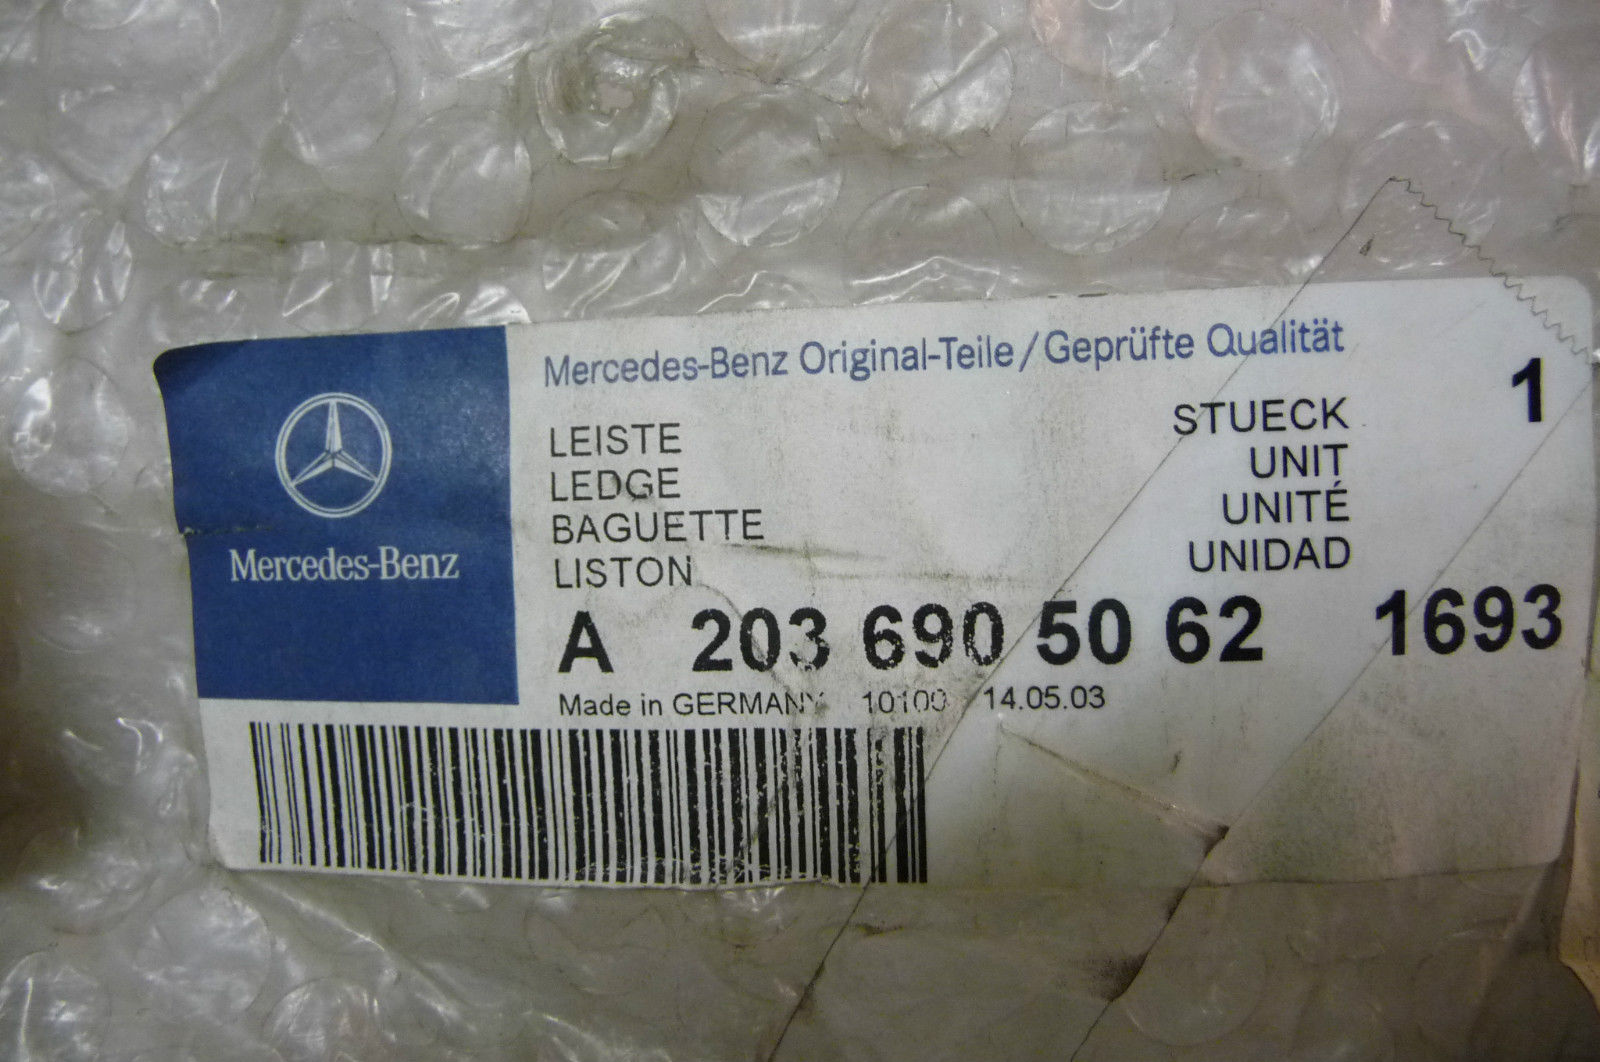 Mercedes-Benz Original-Teile/Geprüfte Qualität
1
LEISTE
LEDGE
BAGUETTE
LISTON
STUECK
UNIT
UNITÉ
UNIDAD
Mercedes-Benz
A 203 690 50 62 1693
Made in GERMANY 10100 14.05.03